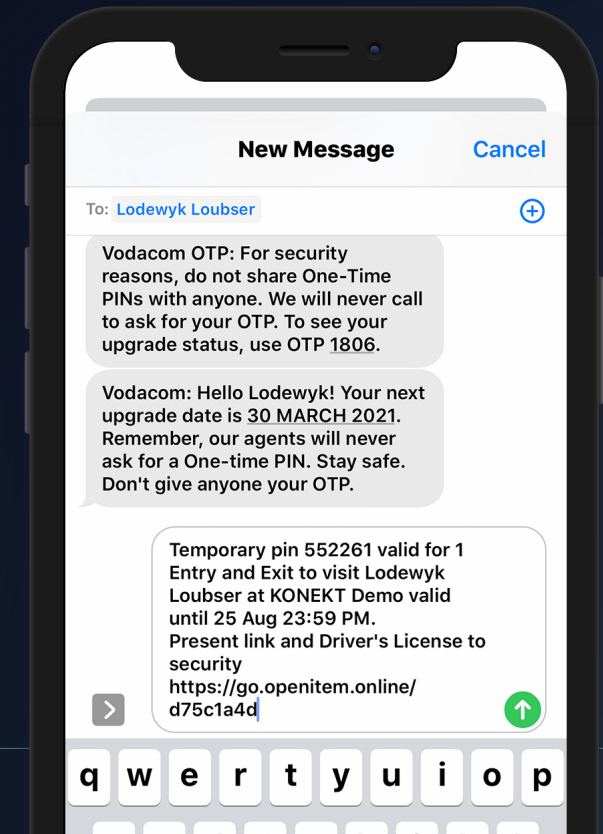 New Message
Cancel
To: Lodewyk Loubser
Vodacom OTP: For security
reasons, do not share One-Time
PINs with anyone. We will never call
to ask for your OTP. To see your
upgrade status, use OTP 1806.
Vodacom: Hello Lodewyk! Your next
upgrade date is 30 MARCH 2021.
Remember, our agents will never
ask for a One-time PIN. Stay safe.
Don't give anyone your OTP.
Temporary pin 552261 valid for 1
Entry and Exit to visit Lodewyk
Loubser at KONEKT Demo valid
until 25 Aug 23:59 PM.
Present link and Driver's License to
security
https://go.openitem.online/
d75c1a4d
q w e r t y u i o p